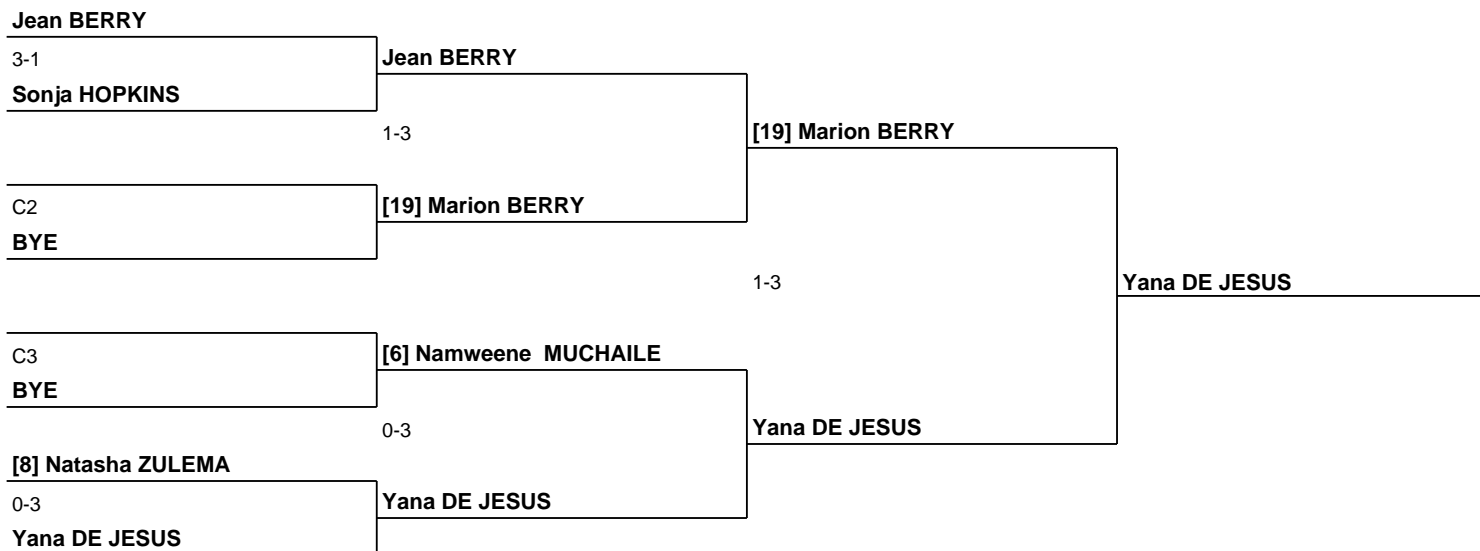 Jean BERRY
3-1
Jean BERRY
Sonja HOPKINS
1-3
[19] Marion BERRY
C2
[19] Marion BERRY
BYE
1-3
Yana DE JESUS
C3
[6] Namweene  MUCHAILE
BYE
0-3
Yana DE JESUS
[8] Natasha ZULEMA
0-3
Yana DE JESUS
Yana DE JESUS